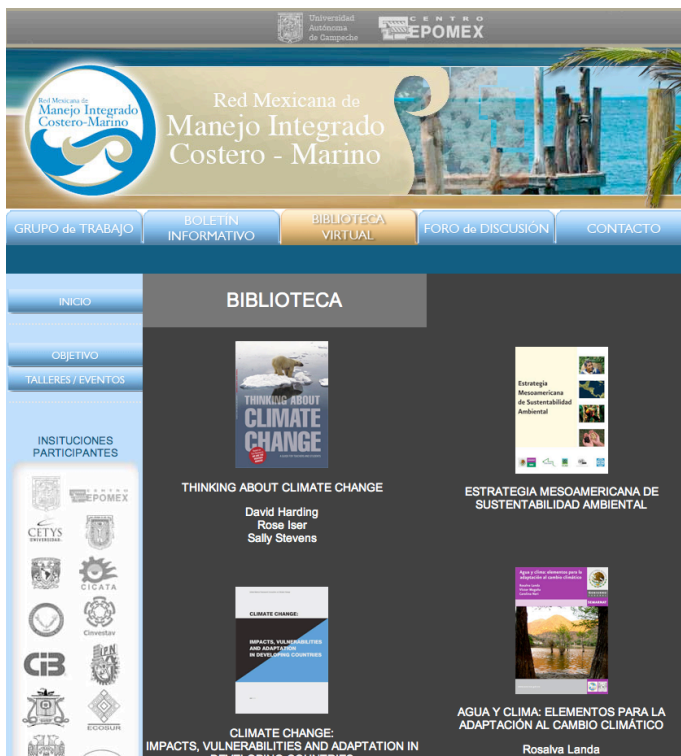 Universidad
Autónoma
de Campeche
CENTRO
EPOMEX
Red Mexicana de
Manejo Integrado
Costero-Marino
Red Mexicana de
Manejo Integrado
Costero - Marino
GRUPO de TRABAJO
BOLETÍN
INFORMATIVO
BIBLIOTECA
VIRTUAL
FORO de DISCUSIÓN
CONTACTO
INICIO
OBJETIVO
TALLERES / EVENTOS
INSITUCIONES
PARTICIPANTES
CENTRO
EPOMEX
CETYS
UNIVERSIDAD
CICATA
Cinvestav
CiB
IPN
ECOSUR
BIBLIOTECA
THINKING ABOUT
CLIMATE
CHANGE
THINKING ABOUT CLIMATE CHANGE
David Harding
Rose Iser
Sally Stevens
Estrategia
Mesoamericana
de Sustentabilidad
Ambiental
ESTRATEGIA MESOAMERICANA DE
SUSTENTABILIDAD AMBIENTAL
CLIMATE CHANGE:
IMPACTS, VULNERABILITIES
AND ADAPTATION
IN DEVELOPING COUNTRIES
CLIMATE CHANGE:
IMPACTS, VULNERABILITIES AND ADAPTATION IN
DEVELOPING COUNTRIES
Agua y clima: elementos para la
adaptación al cambio climático
AGUA Y CLIMA: ELEMENTOS PARA LA
ADAPTACIÓN AL CAMBIO CLIMÁTICO
Rosalva Landa